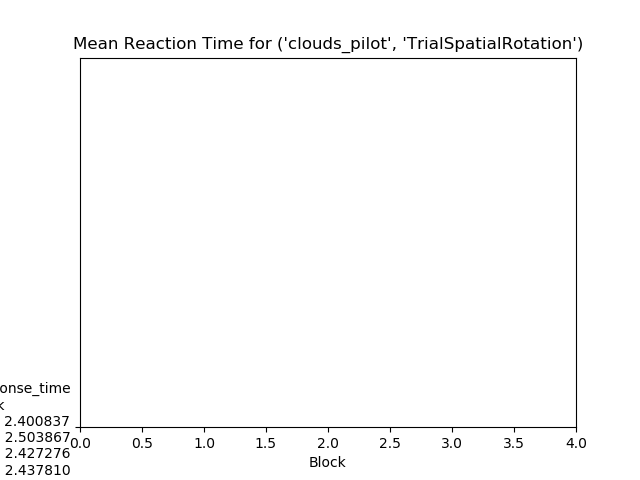 Mean Reaction Time for ('clouds_pilot', 'TrialSpatialRotation')
onse_time
k
2.400837
2.503867
2.427276
2.437810
0.0 0.5 1.0 1.5 2.0 2.5 3.0 3.5 4.0
Block